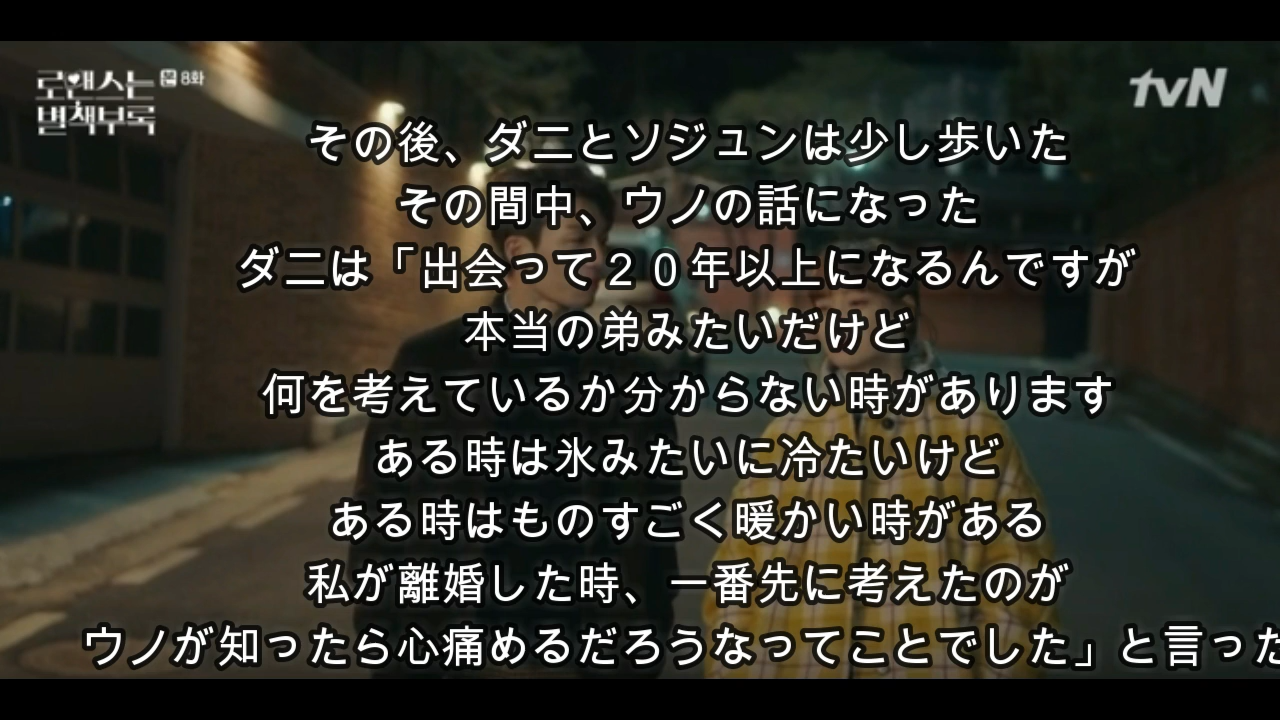 로맨스는 별책부록 8화
tvN
その後、ダニとソジュンは少し歩いた
その間中、ウノの話になった
ダニは「出会って２０年以上になるんですが
本当の弟みたいだけど
何を考えているか分からない時があります
ある時は氷みたいに冷たいけど
ある時はものすごく暖かい時がある
私が離婚した時、一番先に考えたのが
ウノが知ったら心痛めるだろうなってことでした」と言った